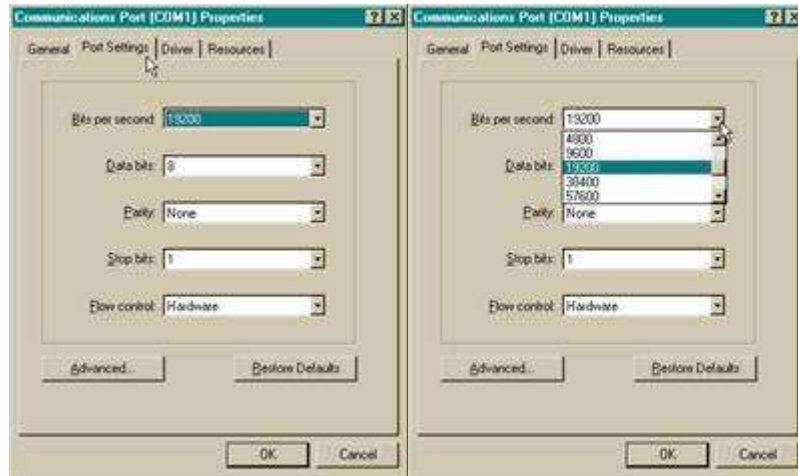 Communications Port (COM1) Properties
General Port Settings Driver Resources
Bits per second: 19200
Data bits: 8
Parity: None
Stop bits: 1
Flow control: Hardware
Advanced... Restore Defaults
OK Cancel
Communications Port (COM1) Properties
General Port Settings Driver Resources
Bits per second: 19200
4800
9600
Data bits: 19200
38400
57600
Parity: None
Stop bits: 1
Flow control: Hardware
Advanced... Restore Defaults
OK Cancel